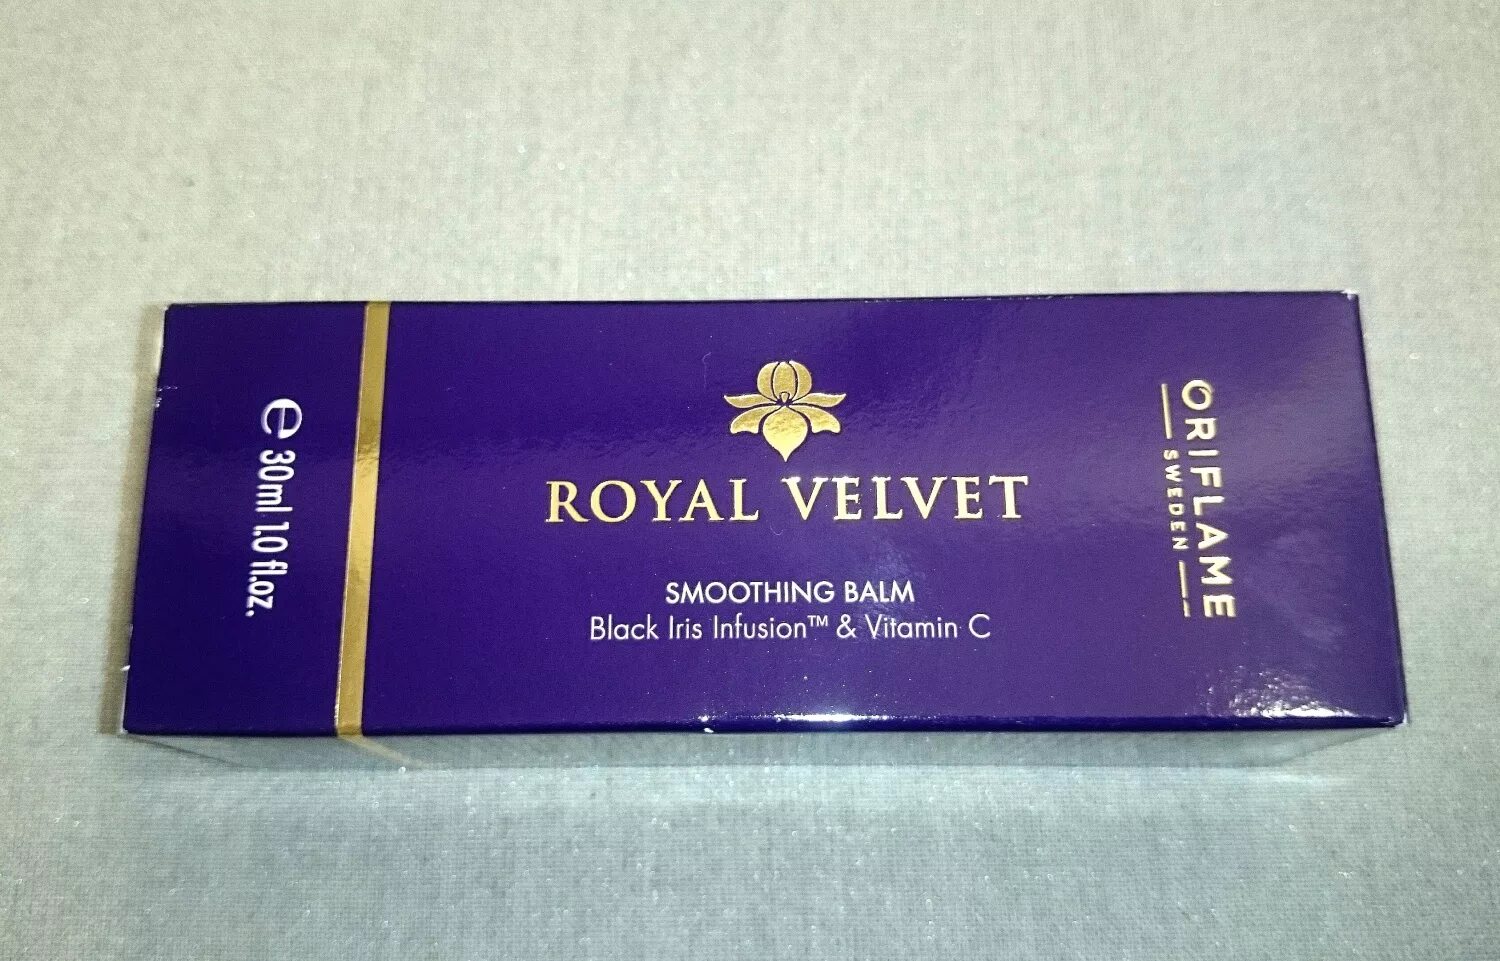 ROYAL VELVET
SMOOTHING BALM
Black Iris Infusion™ & Vitamin C
ORIFLAME
SWEDEN
℮ 30ml 1.0 fl.oz.